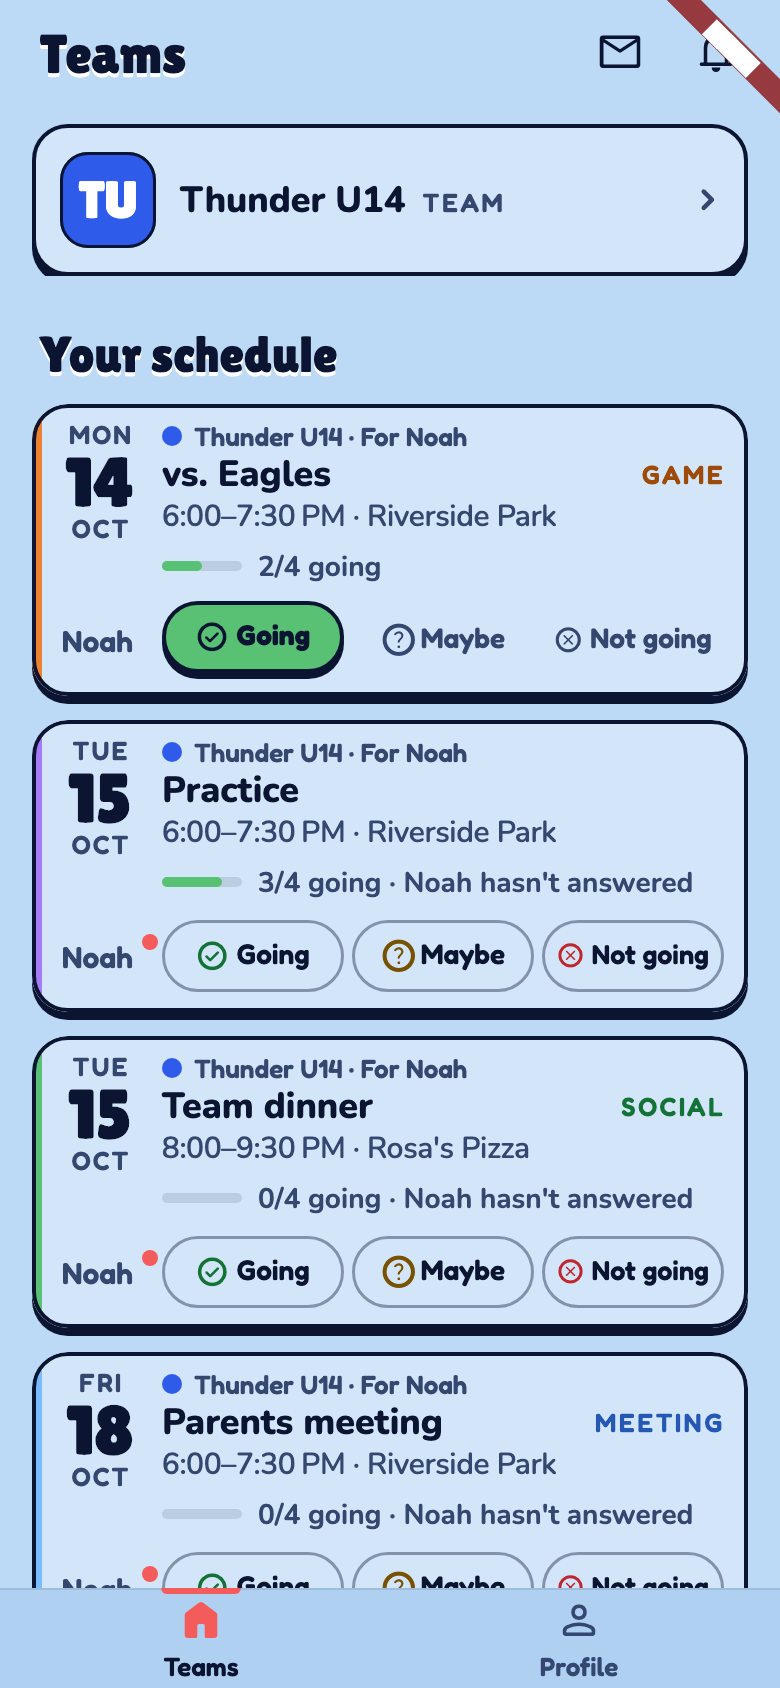 Teams
TU
Thunder U14 TEAM
Your schedule
MON
14
OCT
Thunder U14 · For Noah
vs. Eagles
GAME
6:00–7:30 PM · Riverside Park
2/4 going
Noah
Going
Maybe
Not going
TUE
15
OCT
Thunder U14 · For Noah
Practice
6:00–7:30 PM · Riverside Park
3/4 going · Noah hasn't answered
Noah
Going
Maybe
Not going
TUE
15
OCT
Thunder U14 · For Noah
Team dinner
SOCIAL
8:00–9:30 PM · Rosa's Pizza
0/4 going · Noah hasn't answered
Noah
Going
Maybe
Not going
FRI
18
OCT
Thunder U14 · For Noah
Parents meeting
MEETING
6:00–7:30 PM · Riverside Park
0/4 going · Noah hasn't answered
Noah
Going
Maybe
Not going
Teams
Profile